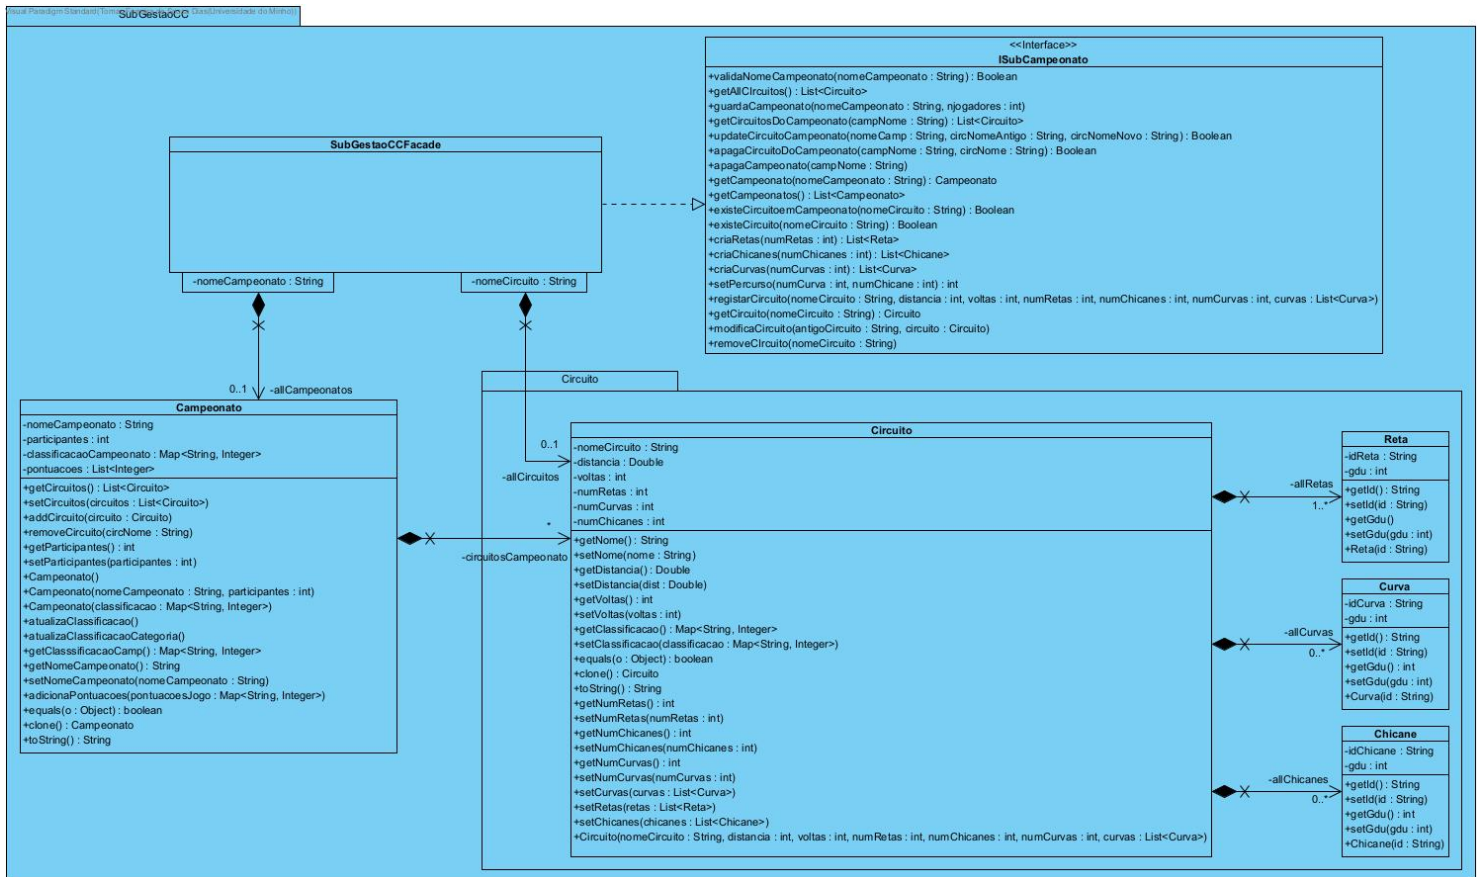 Visual Paradigm Standard(Tomás Dias(Universidade do Minho))
SubGestaoCC
<<Interface>>
ISubCampeonato
+validaNomeCampeonato(nomeCampeonato : String) : Boolean
+getAllCIrcuitos() : List<Circuito>
+guardaCampeonato(nomeCampeonato : String, njogadores : int)
+getCircuitosDoCampeonato(campNome : String) : List<Circuito>
+updateCircuitoCampeonato(nomeCamp : String, circNomeAntigo : String, circNomeNovo : String) : Boolean
+apagaCircuitoDoCampeonato(campNome : String, circNome : String) : Boolean
+apagaCampeonato(campNome : String)
+getCampeonato(nomeCampeonato : String) : Campeonato
+getCampeonatos() : List<Campeonato>
+existeCircuitoemCampeonato(nomeCircuito : String) : Boolean
+existeCircuito(nomeCircuito : String) : Boolean
+criaRetas(numRetas : int) : List<Reta>
+criaChicanes(numChicanes : int) : List<Chicane>
+criaCurvas(numCurvas : int) : List<Curva>
+setPercurso(numCurva : int, numChicane : int) : int
+registarCircuito(nomeCircuito : String, distancia : int, voltas : int, numRetas : int, numChicanes : int, numCurvas : int, curvas : List<Curva>)
+getCircuito(nomeCircuito : String) : Circuito
+modificaCircuito(antigoCircuito : String, circuito : Circuito)
+removeCIrcuito(nomeCircuito : String)
SubGestaoCCFacade
-nomeCampeonato : String
-nomeCircuito : String
0..1
-allCampeonatos
Campeonato
-nomeCampeonato : String
-participantes : int
-classificacaoCampeonato : Map<String, Integer>
-pontuacoes : List<Integer>
+getCircuitos() : List<Circuito>
+setCircuitos(circuitos : List<Circuito>)
+addCircuito(circuito : Circuito)
+removeCircuito(circNome : String)
+getParticipantes() : int
+setParticipantes(participantes : int)
+Campeonato()
+Campeonato(nomeCampeonato : String, participantes : int)
+Campeonato(classificacao : Map<String, Integer>)
+atualizaClassificacao()
+atualizaClassificacaoCategoria()
+getClasssificacaoCamp() : Map<String, Integer>
+getNomeCampeonato() : String
+setNomeCampeonato(nomeCampeonato : String)
+adicionaPontuacoes(pontuacoesJogo : Map<String, Integer>)
+equals(o : Object) : boolean
+clone() : Campeonato
+toString() : String
*
-circuitosCampeonato
0..1
-allCircuitos
Circuito
Circuito
-nomeCircuito : String
-distancia : Double
-voltas : int
-numRetas : int
-numCurvas : int
-numChicanes : int
+getNome() : String
+setNome(nome : String)
+getDistancia() : Double
+setDistancia(dist : Double)
+getVoltas() : int
+setVoltas(voltas : int)
+getClassificacao() : Map<String, Integer>
+setClassificacao(classificacao : Map<String, Integer>)
+equals(o : Object) : boolean
+clone() : Circuito
+toString() : String
+getNumRetas() : int
+setNumRetas(numRetas : int)
+getNumChicanes() : int
+setNumChicanes(numChicanes : int)
+getNumCurvas() : int
+setNumCurvas(numCurvas : int)
+setCurvas(curvas : List<Curva>)
+setRetas(retas : List<Reta>)
+setChicanes(chicanes : List<Chicane>)
+Circuito(nomeCircuito : String, distancia : int, voltas : int, numRetas : int, numChicanes : int, numCurvas : int, curvas : List<Curva>)
-allRetas
1..*
Reta
-idReta : String
-gdu : int
+getId() : String
+setId(id : String)
+getGdu()
+setGdu(gdu : int)
+Reta(id : String)
-allCurvas
0..*
Curva
-idCurva : String
-gdu : int
+getId() : String
+setId(id : String)
+getGdu() : int
+setGdu(gdu : int)
+Curva(id : String)
-allChicanes
0..*
Chicane
-idChicane : String
-gdu : int
+getId() : String
+setId(id : String)
+getGdu() : int
+setGdu(gdu : int)
+Chicane(id : String)